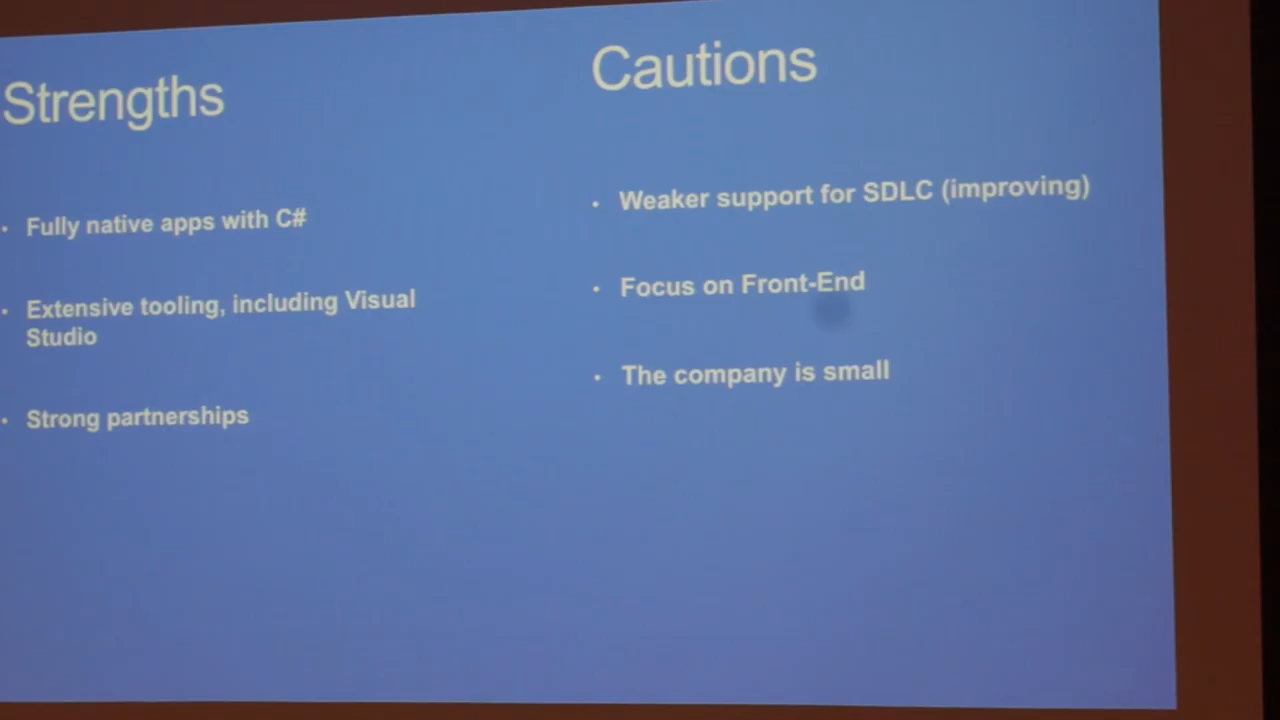 Strengths
• Fully native apps with C#
• Extensive tooling, including Visual
Studio
• Strong partnerships
Cautions
• Weaker support for SDLC (improving)
• Focus on Front-End
• The company is small